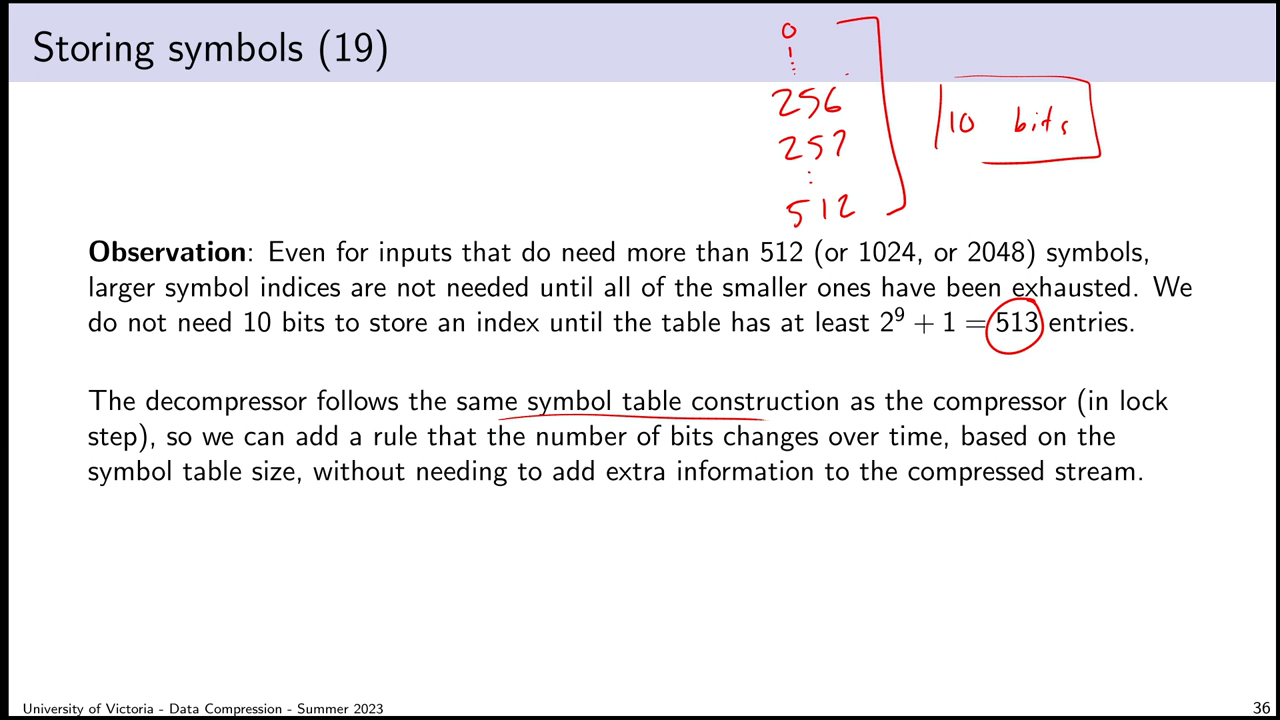 Storing symbols (19)
0
⋮
256
257
⋮
512
10 bits
Observation: Even for inputs that do need more than 512 (or 1024, or 2048) symbols,
larger symbol indices are not needed until all of the smaller ones have been exhausted. We
do not need 10 bits to store an index until the table has at least 2⁹ + 1 = 513 entries.
The decompressor follows the same symbol table construction as the compressor (in lock
step), so we can add a rule that the number of bits changes over time, based on the
symbol table size, without needing to add extra information to the compressed stream.
University of Victoria - Data Compression - Summer 2023
36